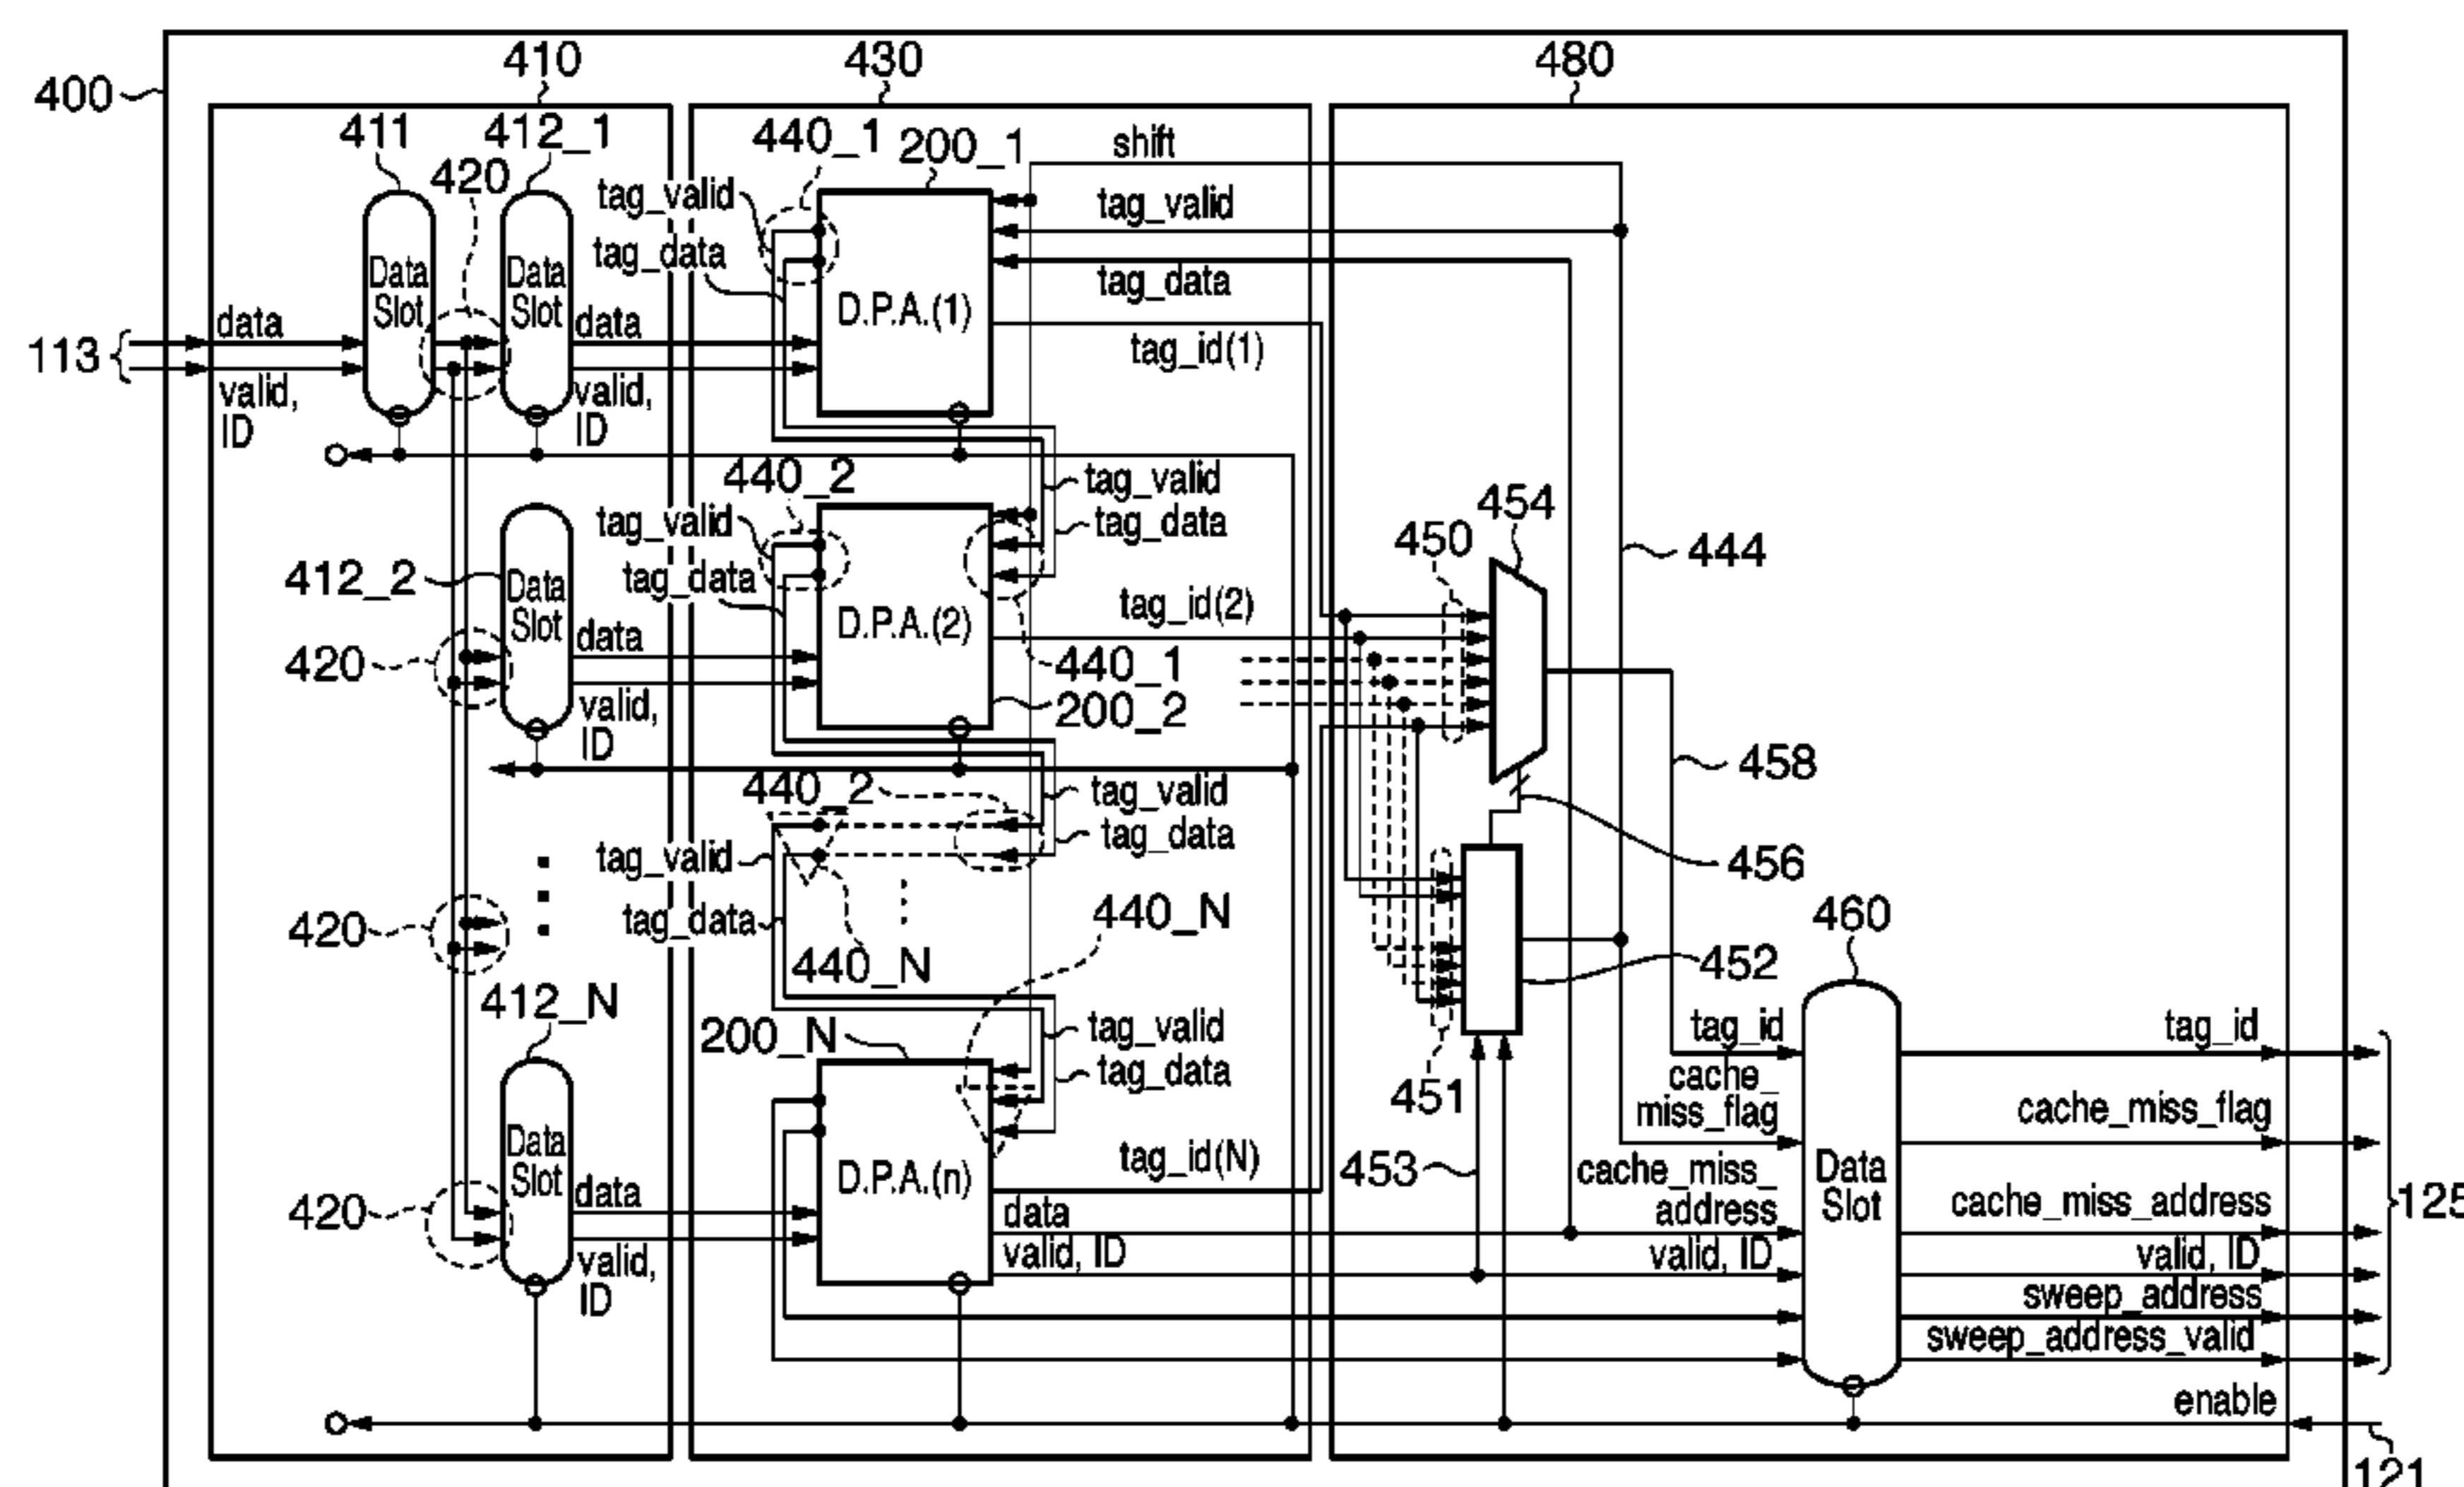 410
430
480
400
411
412_1
440_1
200_1
shift
420
tag_valid
tag_valid
tag_data
tag_data
Data
Slot
Data
Slot
D.P.A.(1)
data
data
113
tag_id(1)
valid,
ID
valid,
ID
440_2
tag_valid
454
tag_valid
tag_data
450
444
412_2
Data
Slot
tag_data
D.P.A.(2)
tag_id(2)
data
420
440_1
valid,
ID
200_2
458
440_2
tag_valid
tag_data
tag_valid
456
420
tag_data
440_N
460
440_N
452
412_N
200_N
tag_valid
tag_data
tag_id
tag_id
451
cache_
miss_flag
cache_miss_flag
Data
Slot
D.P.A.(n)
tag_id(N)
453
cache_miss_
address
Data
Slot
420
data
data
cache_miss_address
125
valid,
ID
valid, ID
valid, ID
valid, ID
sweep_address
sweep_address_valid
enable
121